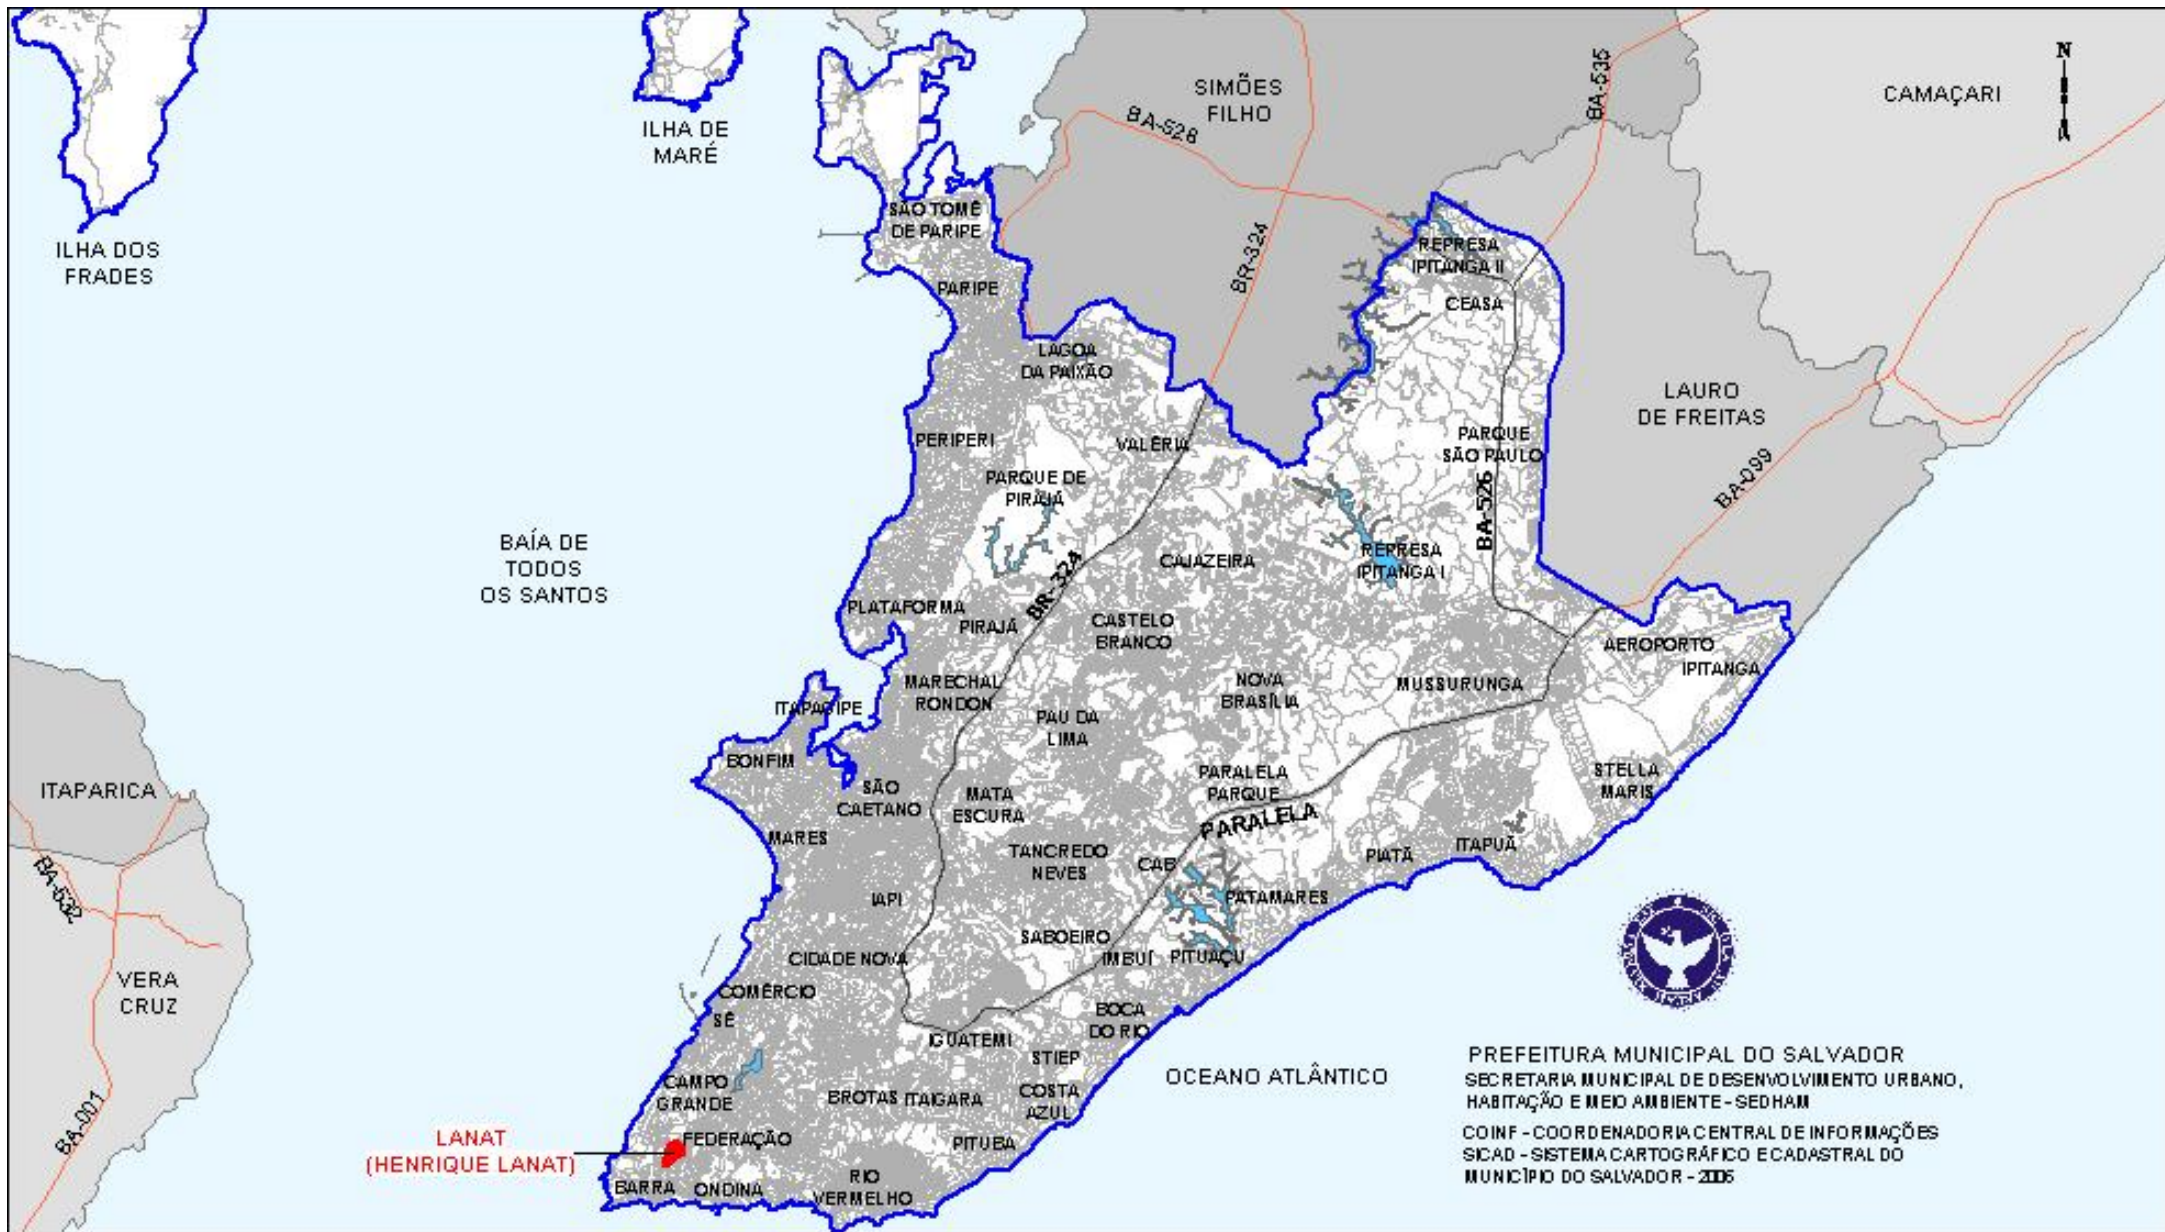 N
SIMÕES
FILHO
BA-535
CAMAÇARI
BA-526
ILHA DE
MARÉ
ILHA DOS
FRADES
SÃO TOMÉ
DE PARIPE
BR-324
REPRESA
IPITANGA II
PARIPE
CEASA
LAGOA
DA PAIXÃO
LAURO
DE FREITAS
PERIPERI
VALÉRIA
PARQUE
SÃO PAULO
PARQUE DE
PIRAJÁ
BA-099
BA-526
BAÍA DE
TODOS
OS SANTOS
CAJAZEIRA
REPRESA
IPITANGA I
BR-324
PLATAFORMA
PIRAJÁ
CASTELO
BRANCO
AEROPORTO
IPITANGA
MARECHAL
RONDON
NOVA
BRASÍLIA
MUSSURUNGA
ITAPAGIPE
PAU DA
LIMA
BONFIM
PARALELA
PARQUE
STELLA
MARIS
ITAPARICA
SÃO
CAETANO
MATA
ESCURA
PARALELA
MARES
TANCREDO
NEVES
CAB
PIATÃ
ITAPUÃ
BA-532
IAPI
PATAMARES
SABOEIRO
CIDADE NOVA
IMBUÍ
PITUAÇU
VERA
CRUZ
COMÉRCIO
SÉ
BOCA
DO RIO
IGUATEMI
STIEP
OCEANO ATLÂNTICO
CAMPO
GRANDE
BROTAS
ITAIGARA
COSTA
AZUL
BA-001
LANAT
(HENRIQUE LANAT)
FEDERAÇÃO
PITUBA
BARRA
ONDINA
RIO
VERMELHO
PREFEITURA MUNICIPAL DO SALVADOR
SECRETARIA MUNICIPAL DE DESENVOLVIMENTO URBANO,
HABITAÇÃO E MEIO AMBIENTE - SEDHAM
COINF - COORDENADORIA CENTRAL DE INFORMAÇÕES
SICAD - SISTEMA CARTOGRÁFICO E CADASTRAL DO
MUNICÍPIO DO SALVADOR - 2006